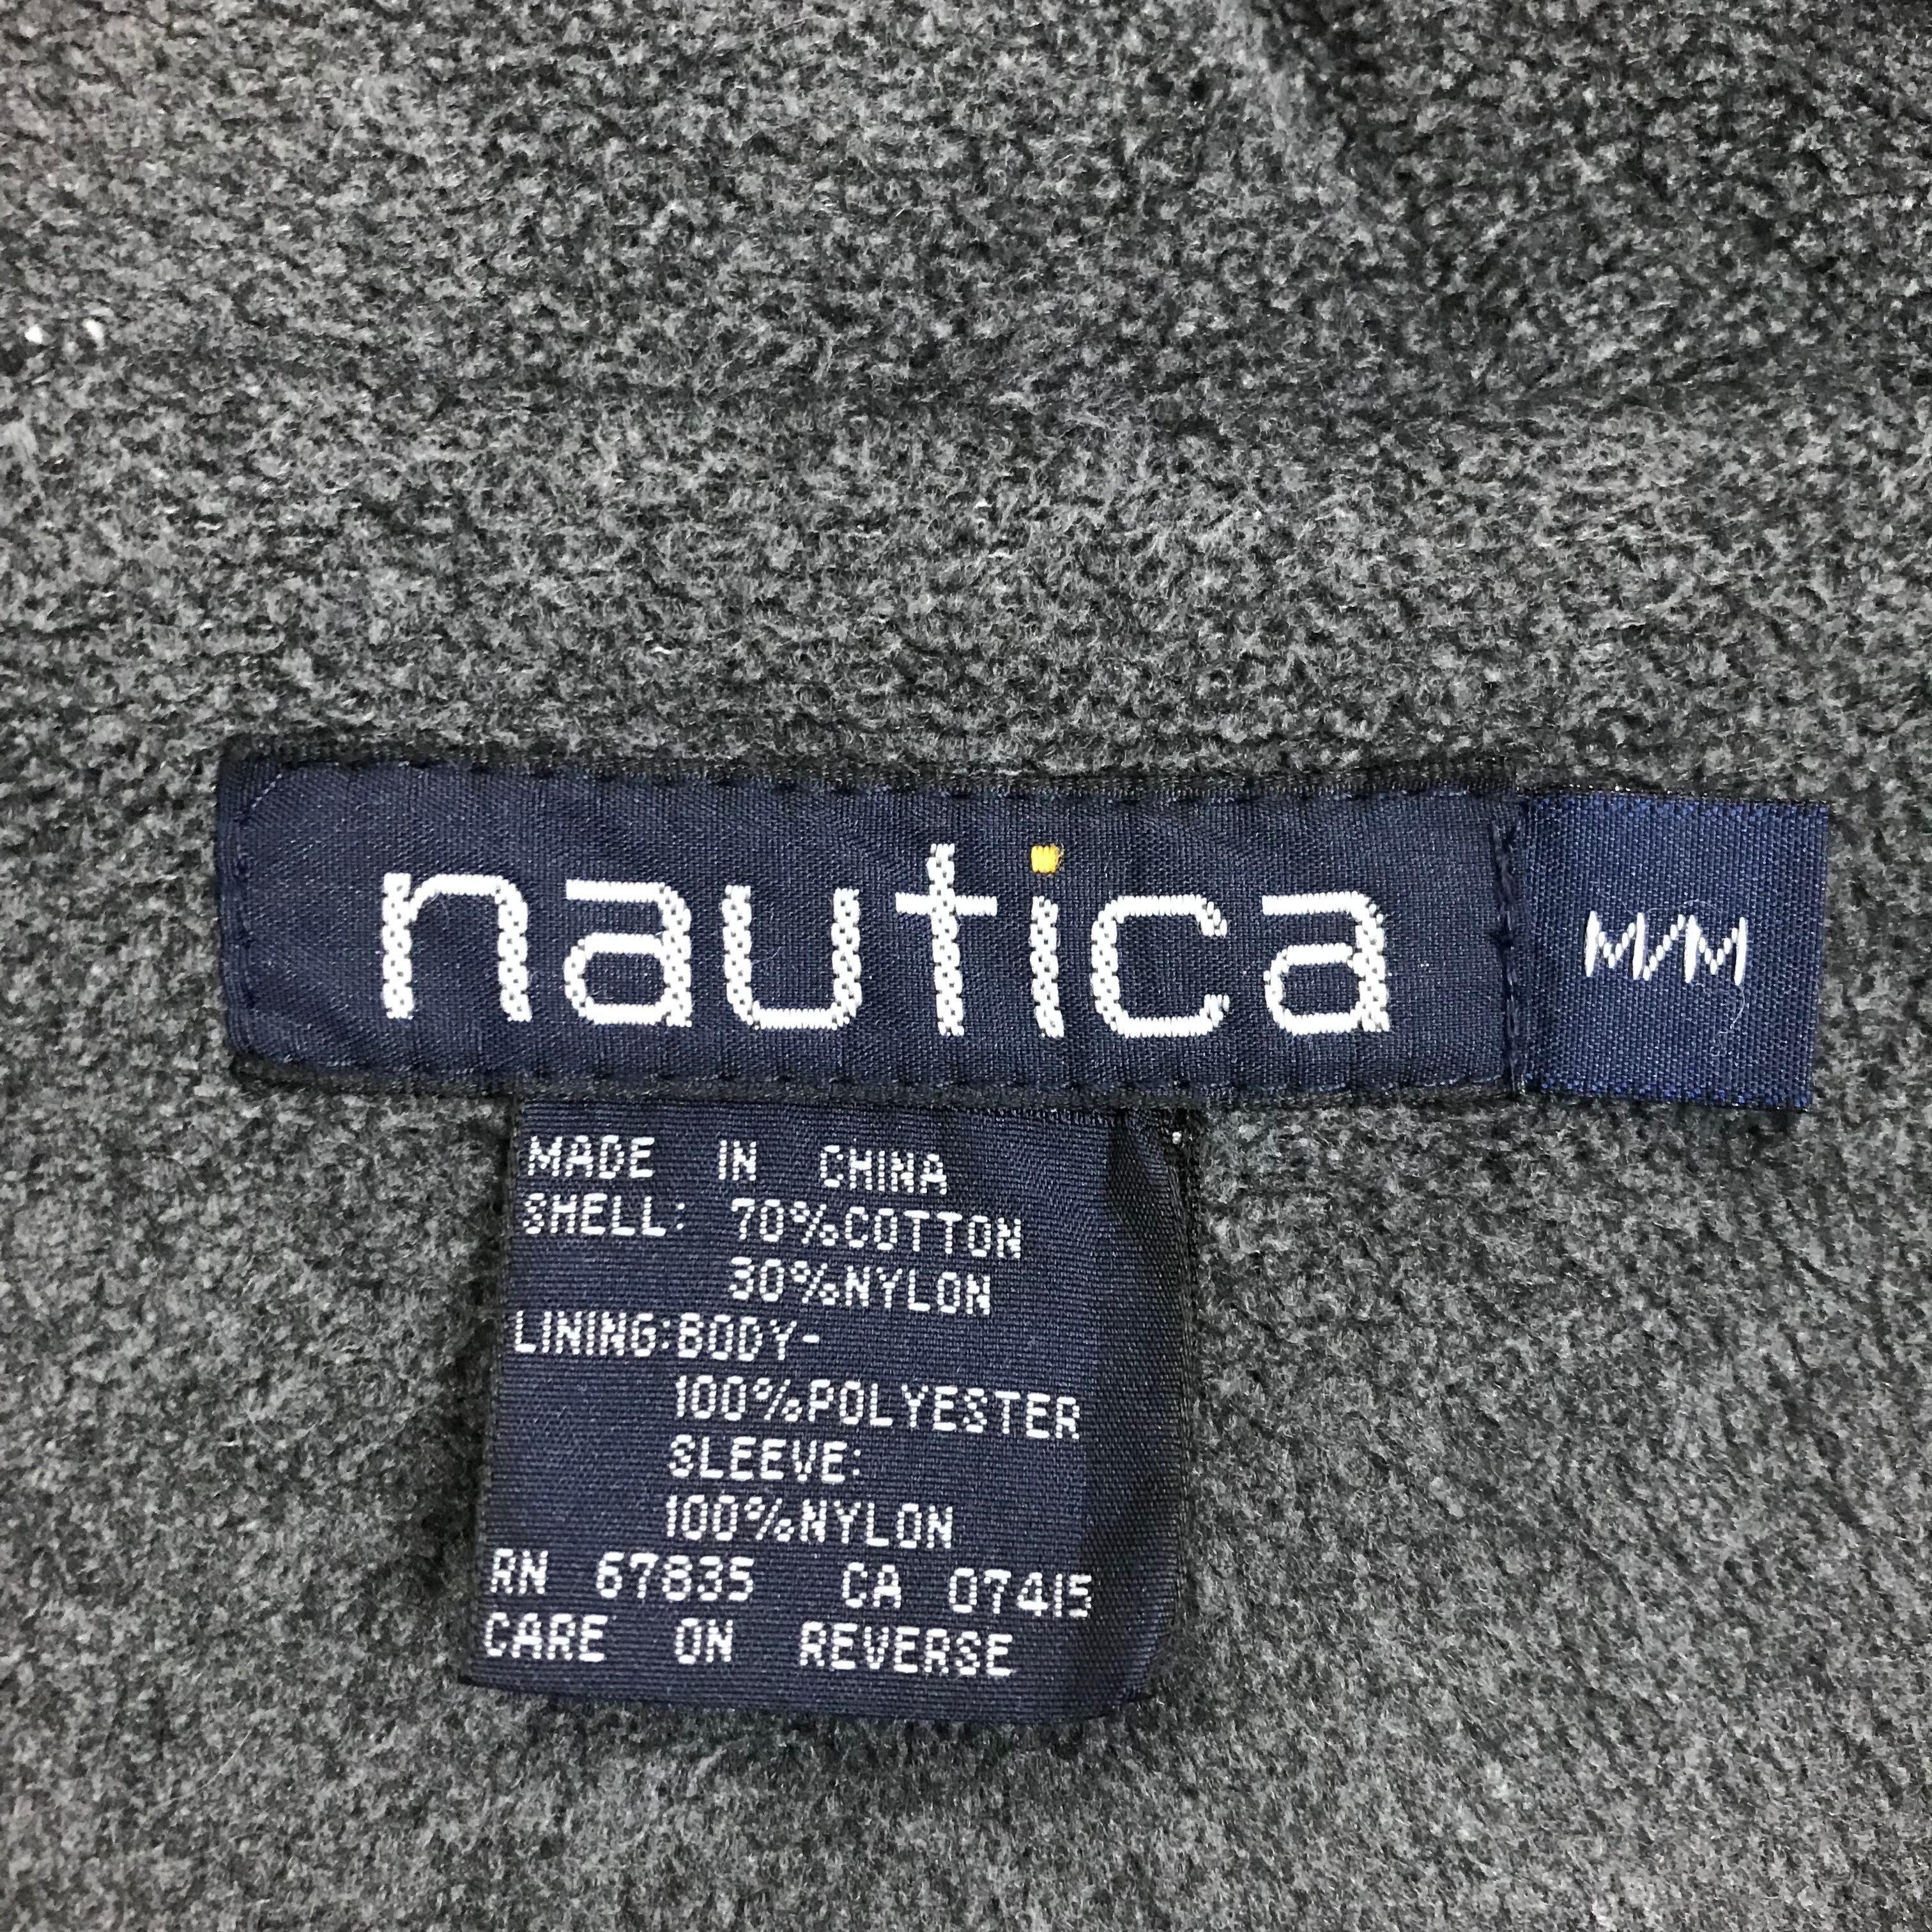 nautica
M/M
MADE IN CHINA
SHELL: 70%COTTON
30%NYLON
LINING:BODY-
100%POLYESTER
SLEEVE:
100%NYLON
RN 67835 CA 07415
CARE ON REVERSE